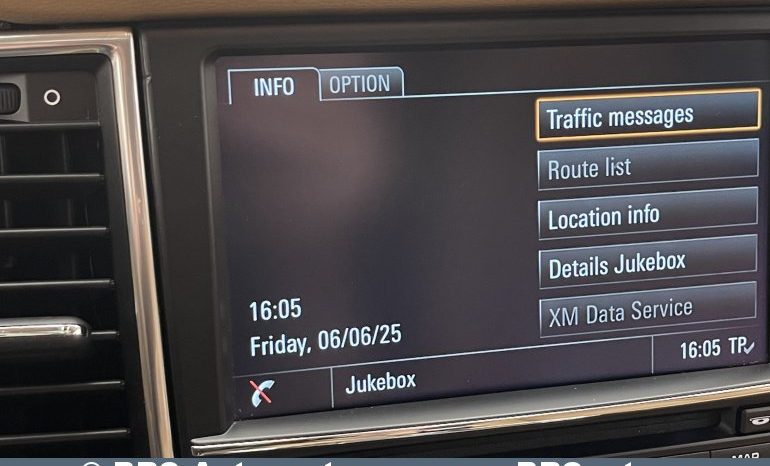 INFO
OPTION
Traffic messages
Route list
Location info
Details Jukebox
XM Data Service
16:05
Friday, 06/06/25
Jukebox
16:05 TP
MAP